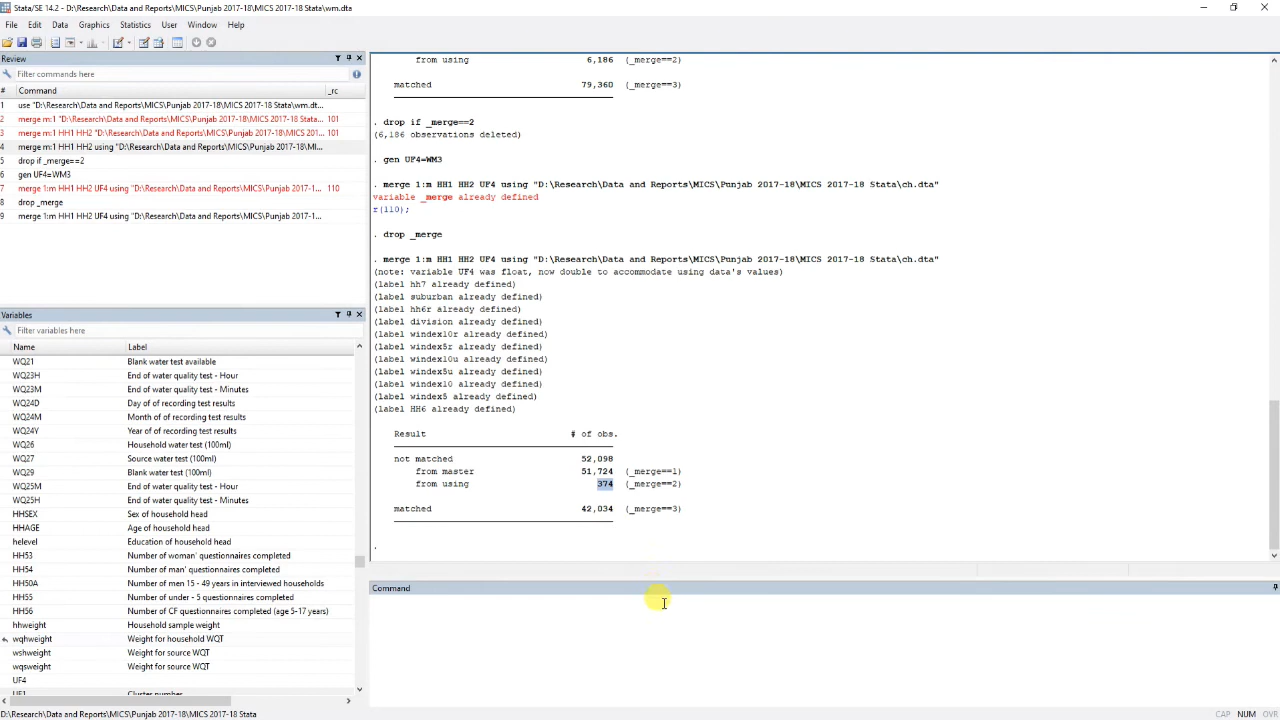 Stata/SE 14.2 - D:\Research\Data and Reports\MICS\Punjab 2017-18\MICS 2017-18 Stata\wm.dta
File Edit Data Graphics Statistics User Window Help
Review
Filter commands here
# Command _rc
1 use "D:\Research\Data and Reports\MICS\Punjab 2017-18\MICS 2017-18 Stata\wm.dt...
2 merge m:1 "D:\Research\Data and Reports\MICS\Punjab 2017-18\MICS 2017-18 Stata... 101
3 merge m:1 HH1 HH2 "D:\Research\Data and Reports\MICS\Punjab 2017-18\MICS 201... 101
4 merge m:1 HH1 HH2 using "D:\Research\Data and Reports\MICS\Punjab 2017-18\MI...
5 drop if _merge==2
6 gen UF4=WM3
7 merge 1:m HH1 HH2 UF4 using "D:\Research\Data and Reports\MICS\Punjab 2017-1... 110
8 drop _merge
9 merge 1:m HH1 HH2 UF4 using "D:\Research\Data and Reports\MICS\Punjab 2017-1...
Variables
Filter variables here
Name Label
WQ21 Blank water test available
WQ23H End of water quality test - Hour
WQ23M End of water quality test - Minutes
WQ24D Day of of recording test results
WQ24M Month of of recording test results
WQ24Y Year of of recording test results
WQ26 Household water test (100ml)
WQ27 Source water test (100ml)
WQ29 Blank water test (100ml)
WQ25M End of water quality test - Minutes
WQ25H End of water quality test - Hour
HHSEX Sex of household head
HHAGE Age of household head
helevel Education of household head
HH53 Number of woman' questionnaires completed
HH54 Number of man' questionnaires completed
HH50A Number of men 15 - 49 years in interviewed households
HH55 Number of under - 5 questionnaires completed
HH56 Number of CF questionnaires completed (age 5-17 years)
hhweight Household sample weight
wqhweight Weight for household WQT
wshweight Weight for source WQT
wqsweight Weight for source WQT
UF4
UF1 Cluster number
from using 6,186 (_merge==2)
matched 79,360 (_merge==3)
. drop if _merge==2
(6,186 observations deleted)
. gen UF4=WM3
. merge 1:m HH1 HH2 UF4 using "D:\Research\Data and Reports\MICS\Punjab 2017-18\MICS 2017-18 Stata\ch.dta"
variable _merge already defined
r(110);
. drop _merge
. merge 1:m HH1 HH2 UF4 using "D:\Research\Data and Reports\MICS\Punjab 2017-18\MICS 2017-18 Stata\ch.dta"
(note: variable UF4 was float, now double to accommodate using data's values)
(label hh7 already defined)
(label suburban already defined)
(label hh6r already defined)
(label division already defined)
(label windex10r already defined)
(label windex5r already defined)
(label windex10u already defined)
(label windex5u already defined)
(label windex10 already defined)
(label windex5 already defined)
(label HH6 already defined)
Result # of obs.
not matched 52,098
from master 51,724 (_merge==1)
from using 374 (_merge==2)
matched 42,034 (_merge==3)
.
Command
D:\Research\Data and Reports\MICS\Punjab 2017-18\MICS 2017-18 Stata
CAP NUM OVR